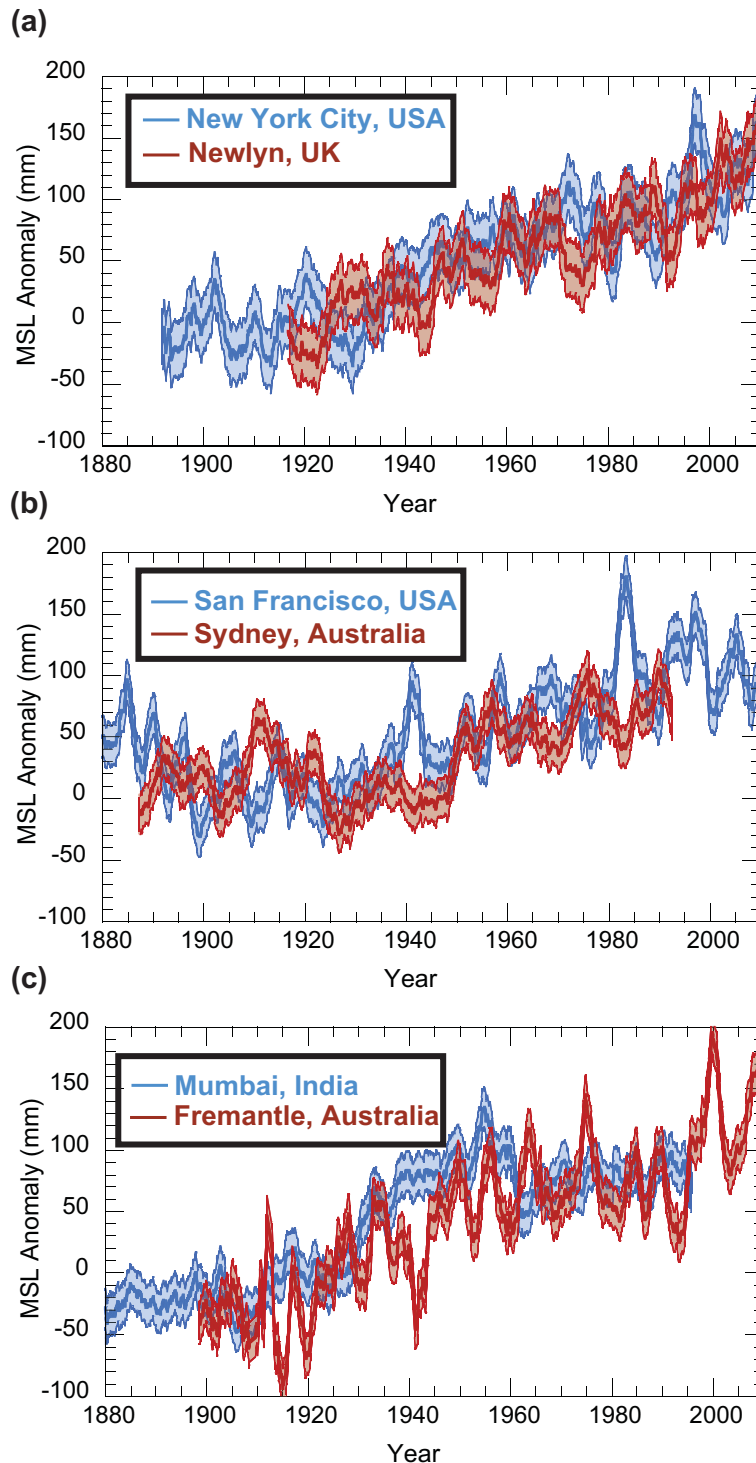 (a)
200
150
100
50
0
-50
-100
MSL Anomaly (mm)
New York City, USA
Newlyn, UK
1880 1900 1920 1940 1960 1980 2000
Year
(b)
200
150
100
50
0
-50
-100
MSL Anomaly (mm)
San Francisco, USA
Sydney, Australia
1880 1900 1920 1940 1960 1980 2000
Year
(c)
200
150
100
50
0
-50
-100
MSL Anomaly (mm)
Mumbai, India
Fremantle, Australia
1880 1900 1920 1940 1960 1980 2000
Year